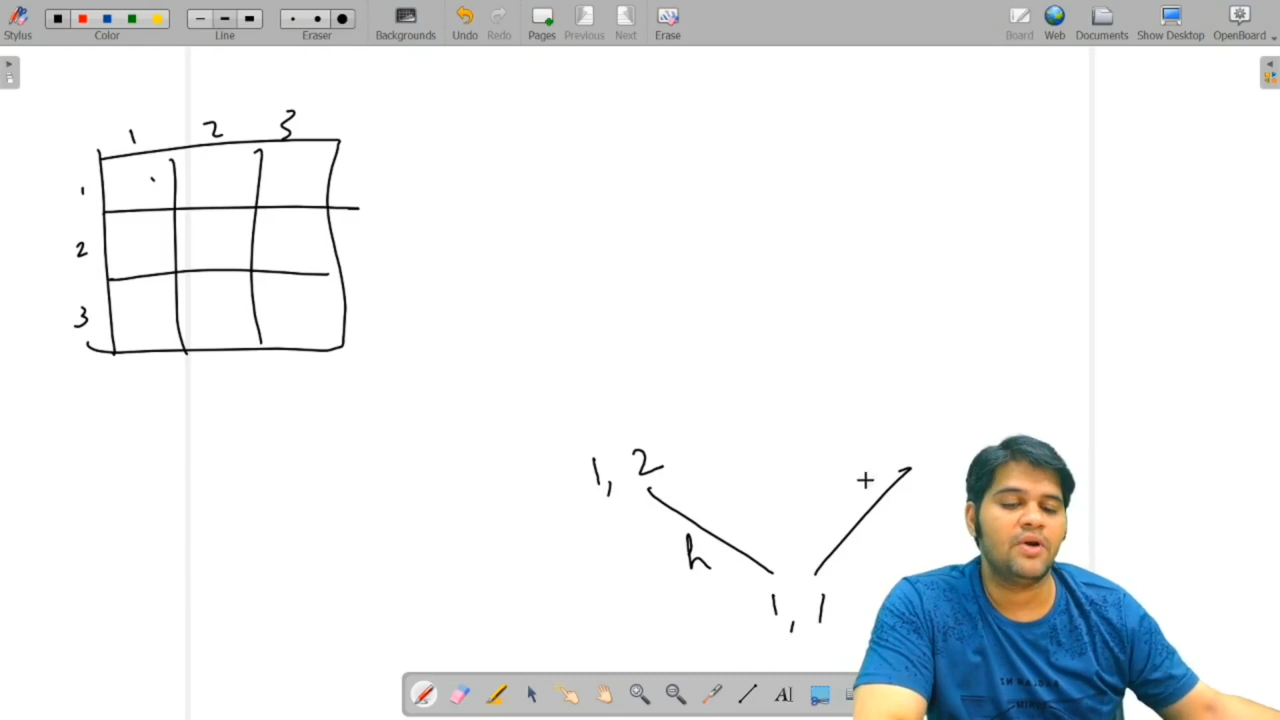 Stylus
Color
Line
Eraser
Backgrounds
Undo
Redo
Pages
Previous
Next
Erase
Board
Web
Documents
Show Desktop
OpenBoard
1 2 3
1
2
3
1, 2
h
1, 1
AI